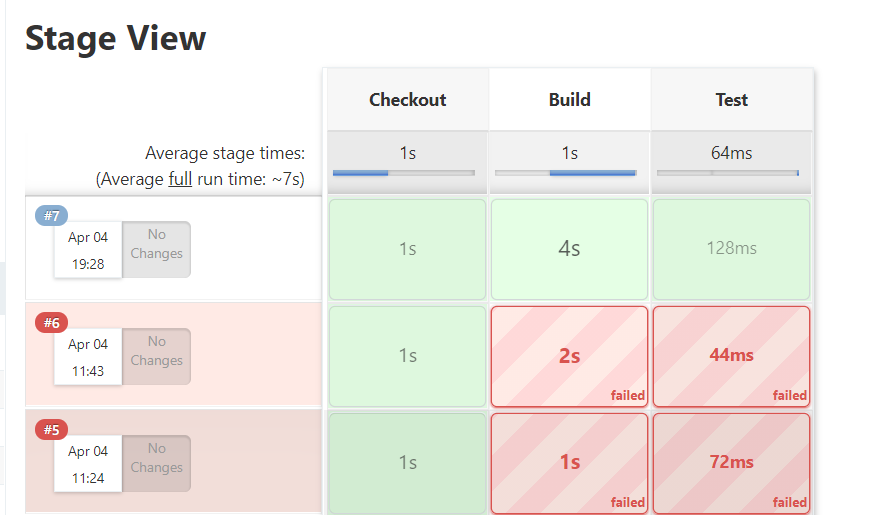 Stage View
Checkout Build Test
Average stage times: 1s 1s 64ms
(Average full run time: ~7s)
#7
Apr 04 No
19:28 Changes
1s 4s 128ms
#6
Apr 04 No
11:43 Changes
1s 2s 44ms
failed failed
#5
Apr 04 No
11:24 Changes
1s 1s 72ms
failed failed